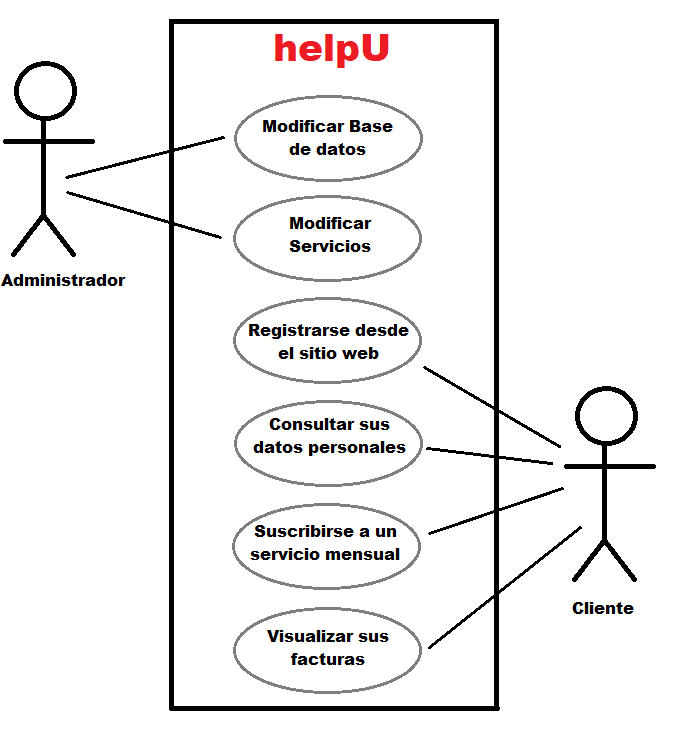 helpU
Modificar Base
de datos
Modificar
Servicios
Administrador
Registrarse desde
el sitio web
Consultar sus
datos personales
Suscribirse a un
servicio mensual
Cliente
Visualizar sus
facturas